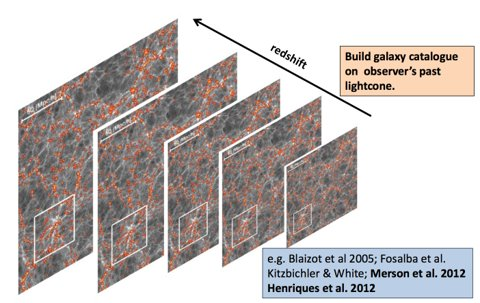 redshift
Build galaxy catalogue
on observer's past
lightcone.
e.g. Blaizot et al 2005; Fosalba et al.
Kitzbichler & White; Merson et al. 2012
Henriques et al. 2012